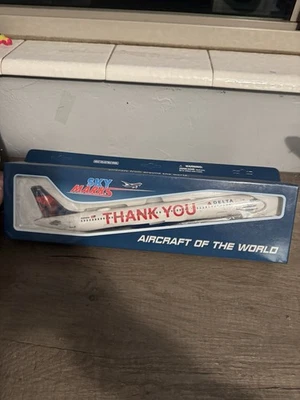 SKY
MARKS
THANK YOU
DELTA
AIRCRAFT OF THE WORLD